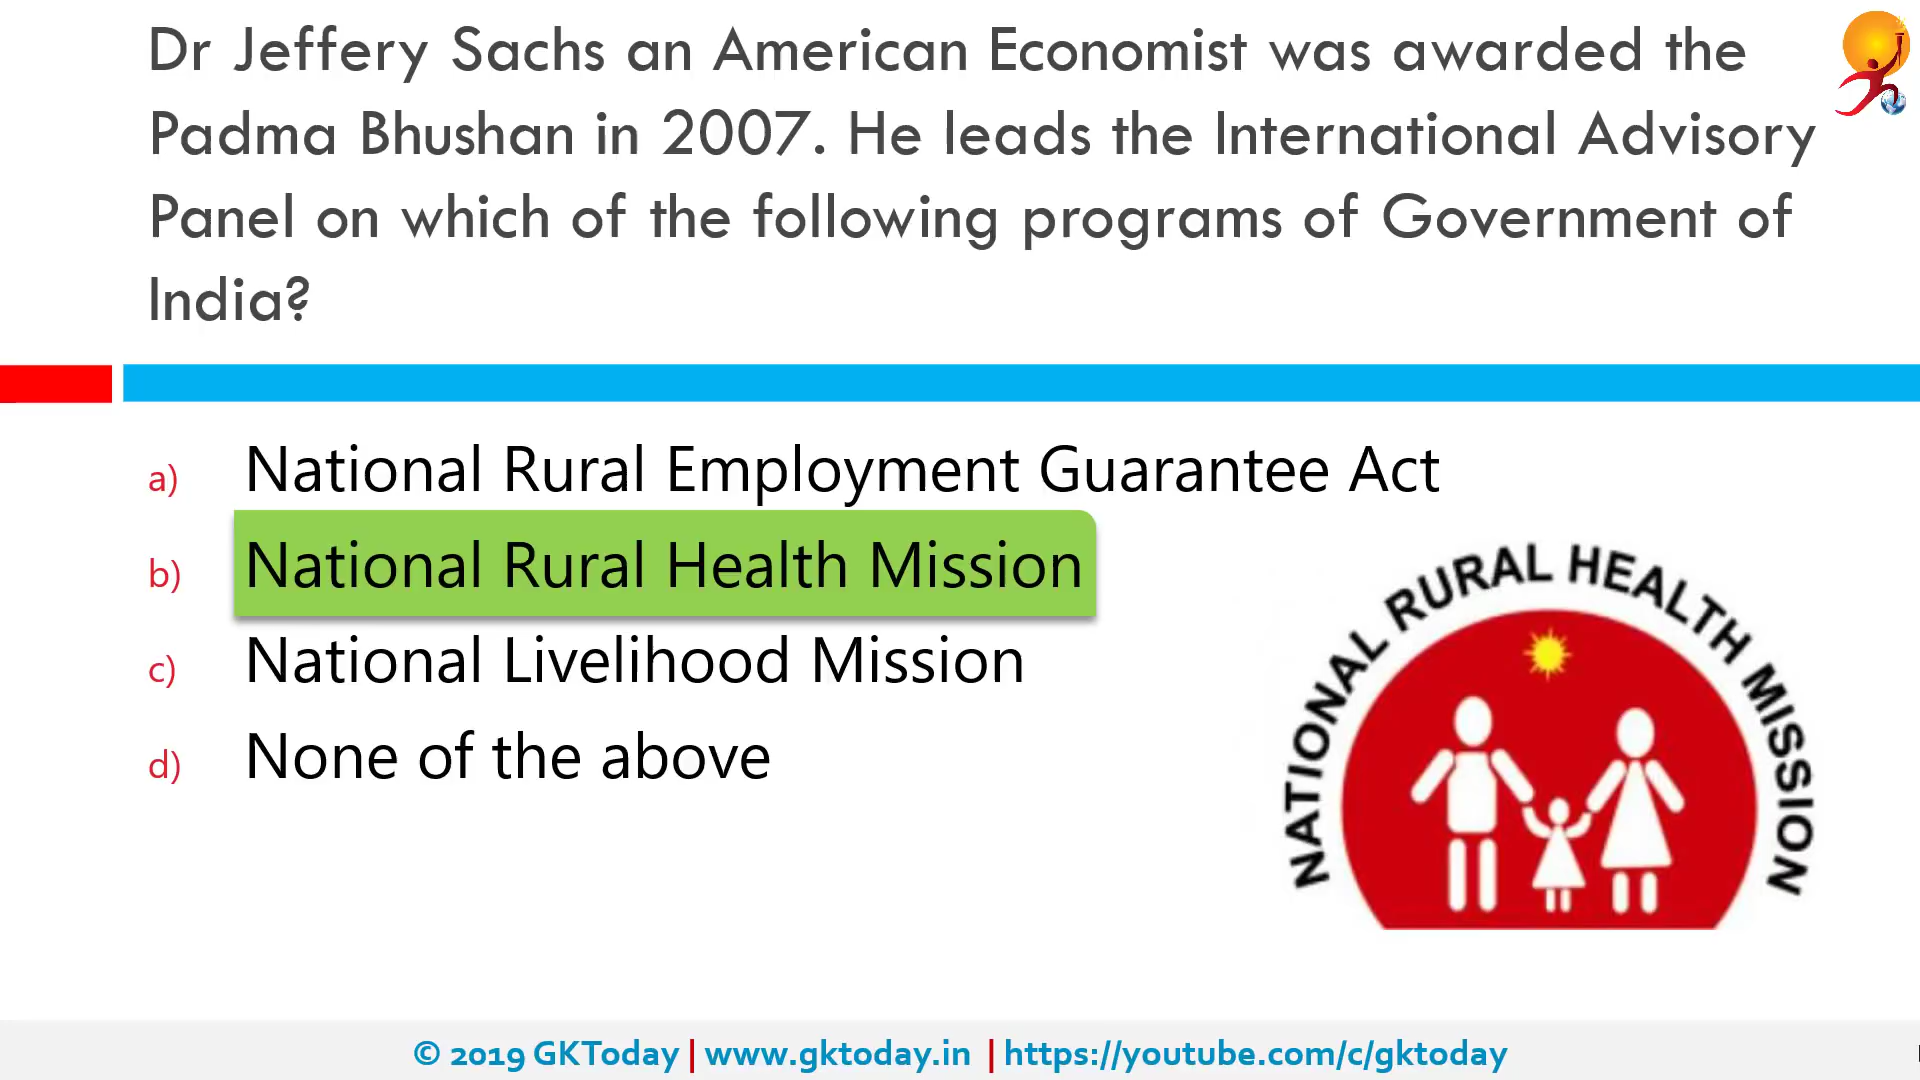 Dr Jeffery Sachs an American Economist was awarded the
Padma Bhushan in 2007. He leads the International Advisory
Panel on which of the following programs of Government of
India?
a) National Rural Employment Guarantee Act
b) National Rural Health Mission
c) National Livelihood Mission
d) None of the above
NATIONAL RURAL HEALTH MISSION
© 2019 GKToday | www.gktoday.in | https://youtube.com/c/gktoday